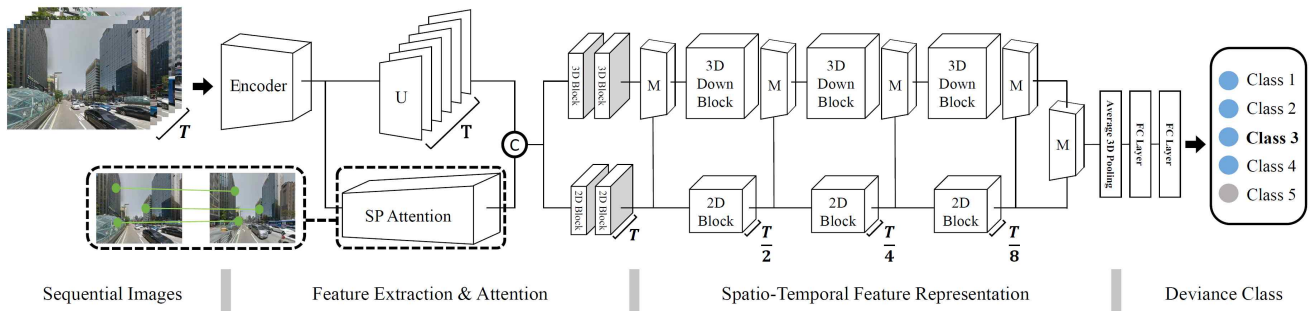 T
Encoder
U
T
SP Attention
C
3D Block
3D Block
2D Block
2D Block
T
M
3D
Down
Block
M
3D
Down
Block
M
3D
Down
Block
M
2D
Block
T
2
2D
Block
T
4
2D
Block
T
8
M
Average 3D Pooling
FC Layer
FC Layer
Class 1
Class 2
Class 3
Class 4
Class 5
Sequential Images
Feature Extraction & Attention
Spatio-Temporal Feature Representation
Deviance Class